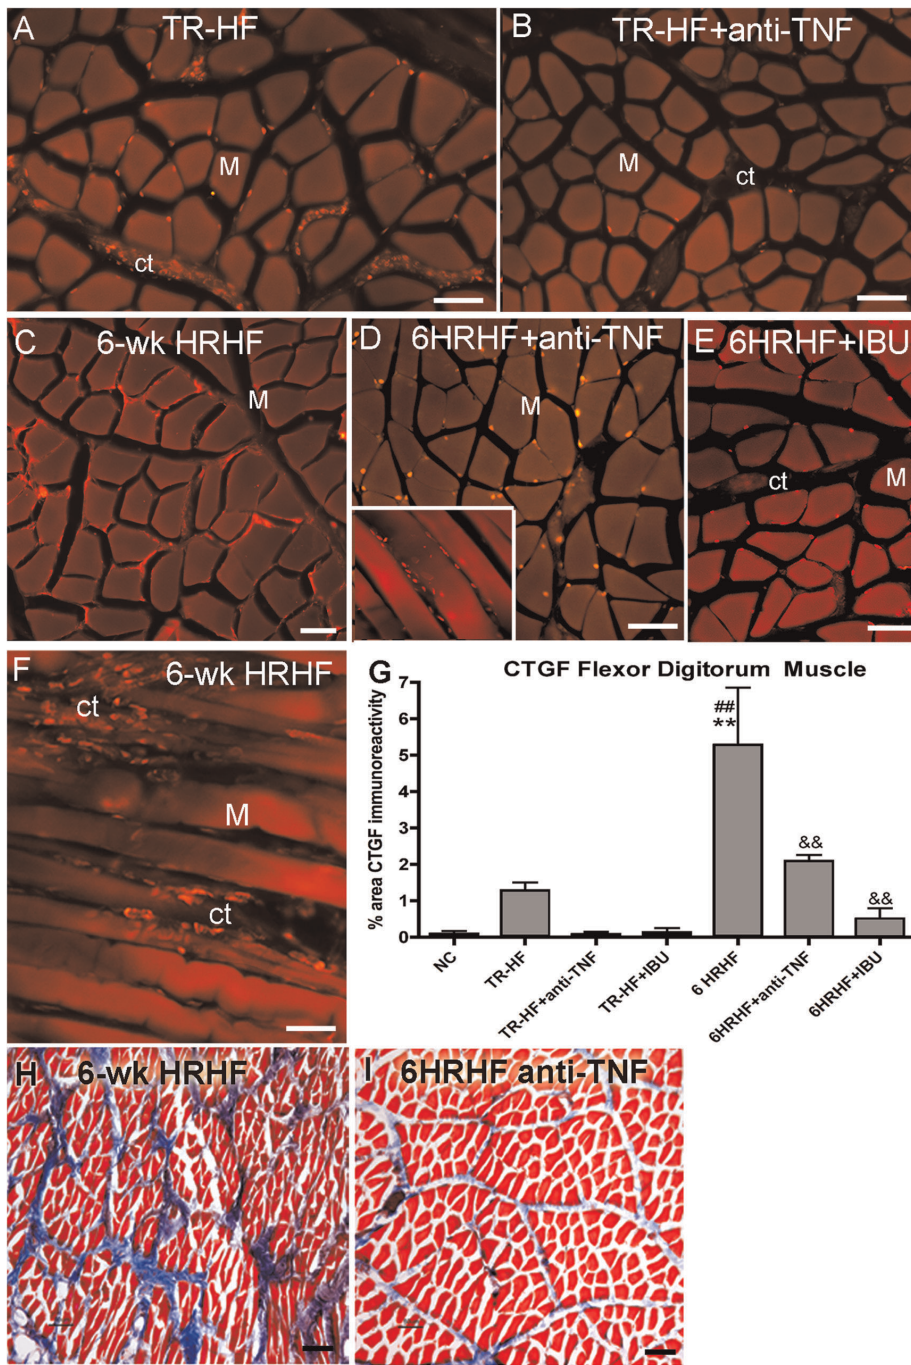 A
TR-HF
M
ct
B
TR-HF+anti-TNF
M
ct
C
6-wk HRHF
M
D
6HRHF+anti-TNF
M
E
6HRHF+IBU
ct
M
F
6-wk HRHF
ct
M
ct
G
CTGF Flexor Digitorum Muscle
% area CTGF immunoreactivity
7
6
5
4
3
2
1
0
##
**
&&
&&
NC
TR-HF
TR-HF+anti-TNF
TR-HF+IBU
6 HRHF
6HRHF+anti-TNF
6HRHF+IBU
H
6-wk HRHF
I
6HRHF anti-TNF